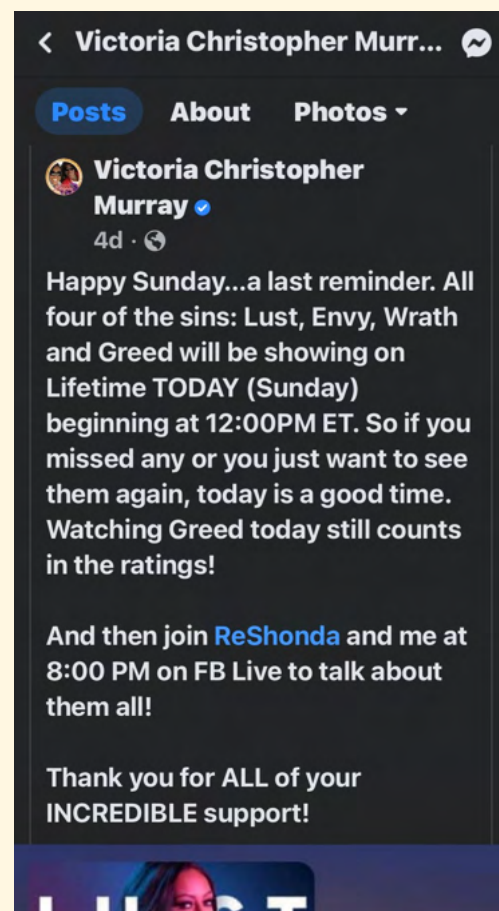 Victoria Christopher Murr...
Posts About Photos
Victoria Christopher
Murray
4d ·
Happy Sunday...a last reminder. All
four of the sins: Lust, Envy, Wrath
and Greed will be showing on
Lifetime TODAY (Sunday)
beginning at 12:00PM ET. So if you
missed any or you just want to see
them again, today is a good time.
Watching Greed today still counts
in the ratings!
And then join ReShonda and me at
8:00 PM on FB Live to talk about
them all!
Thank you for ALL of your
INCREDIBLE support!
LUST